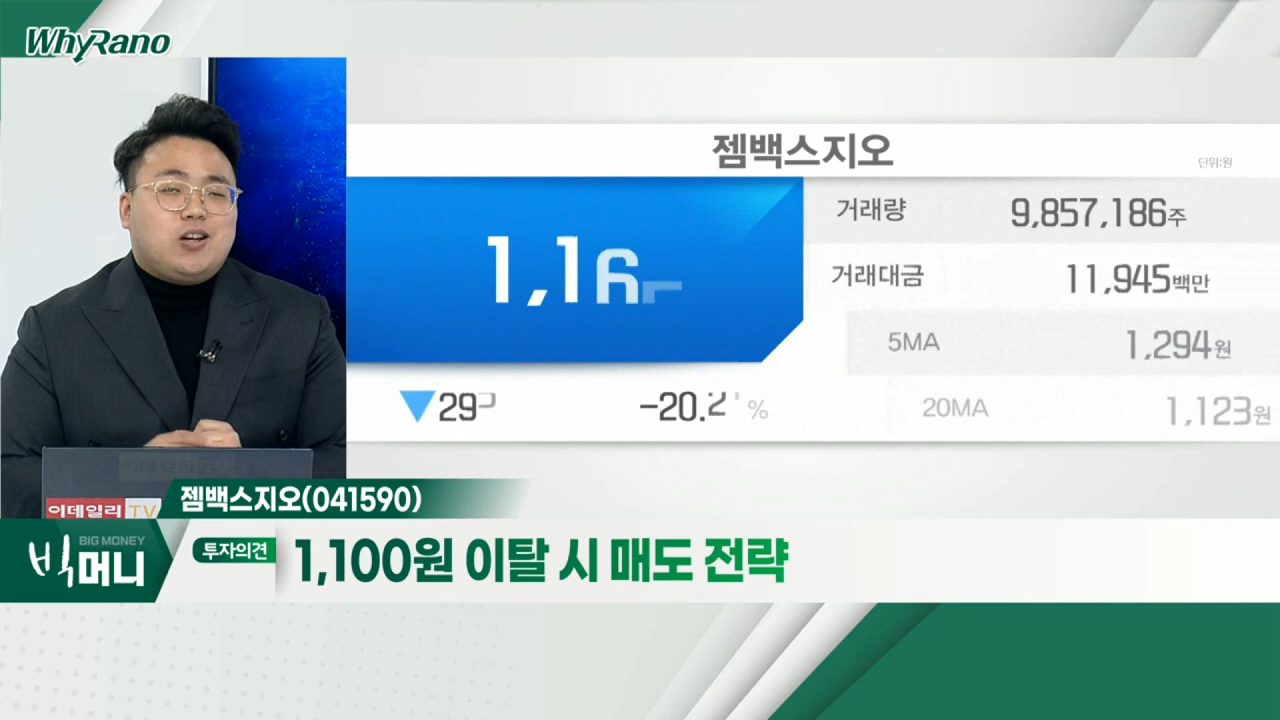 WhyRano
젬백스지오
단위:원
거래량 9,857,186주
거래대금 11,945백만
5MA 1,294원
20MA 1,123원
%
이데일리 TV
젬백스지오(041590)
BIG MONEY
빅머니
투자의견
1,100원 이탈 시 매도 전략